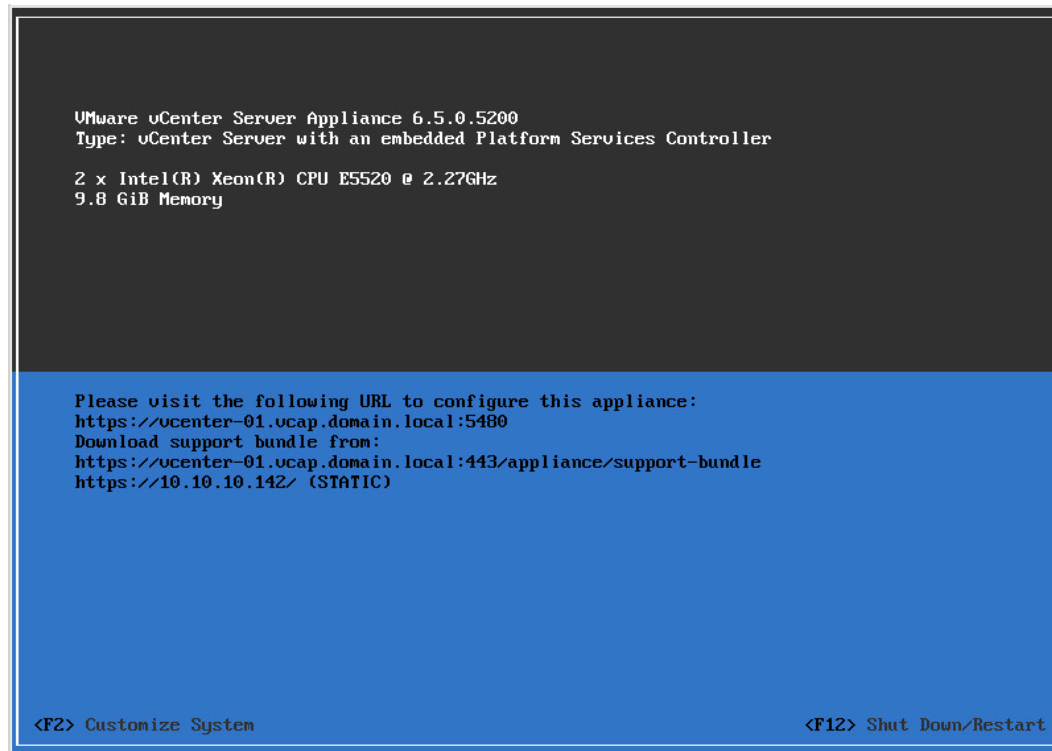 VMware vCenter Server Appliance 6.5.0.5200
Type: vCenter Server with an embedded Platform Services Controller
2 x Intel(R) Xeon(R) CPU E5520 @ 2.27GHz
9.8 GiB Memory
Please visit the following URL to configure this appliance:
https://vcenter-01.vcap.domain.local:5480
Download support bundle from:
https://vcenter-01.vcap.domain.local:443/appliance/support-bundle
https://10.10.10.142/ (STATIC)
<F2> Customize System <F12> Shut Down/Restart